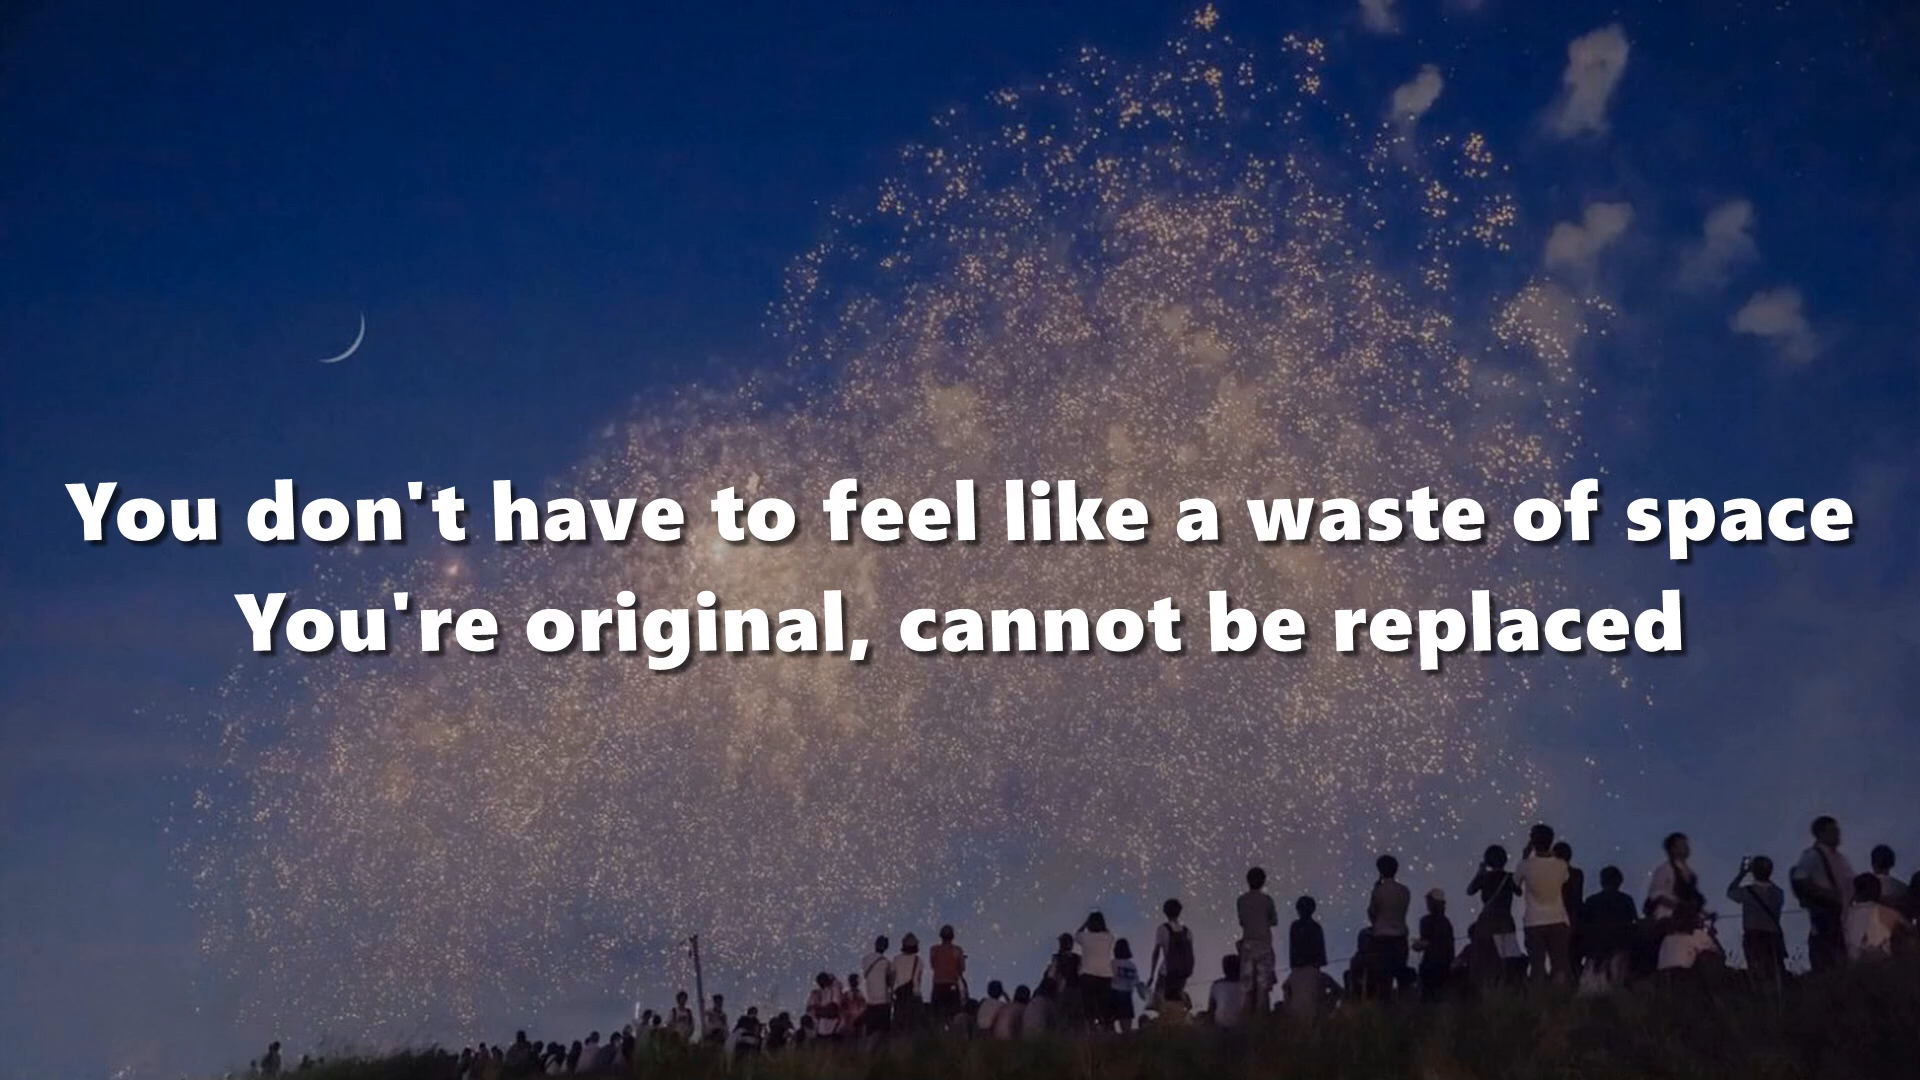 You don't have to feel like a waste of space
You're original, cannot be replaced